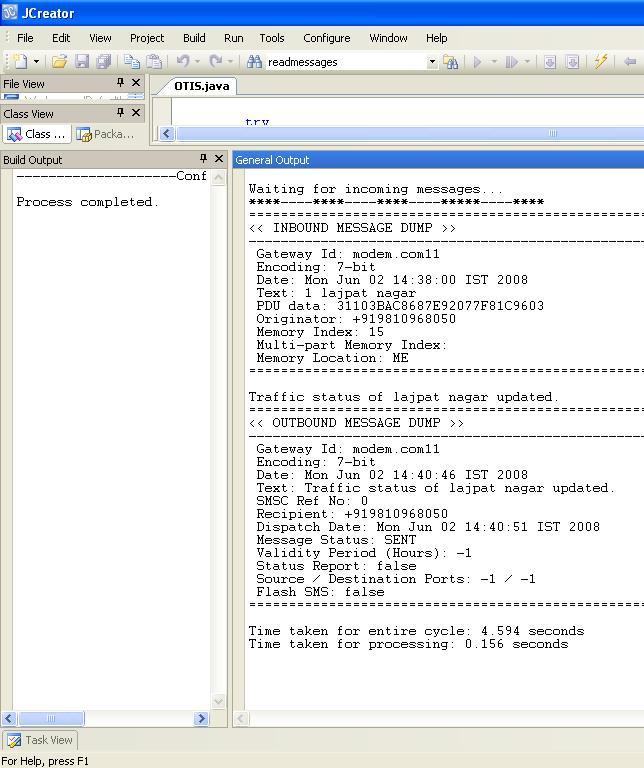 JCreator
File Edit View Project Build Run Tools Configure Window Help
readmessages
File View
OTIS.java
Class View
try
Class ... Packa...
Build Output
General Output
--------------------Conf
Process completed.
Waiting for incoming messages...
****----****----****----*****----****
<< INBOUND MESSAGE DUMP >>
Gateway Id: modem.com11
Encoding: 7-bit
Date: Mon Jun 02 14:38:00 IST 2008
Text: 1 lajpat nagar
PDU data: 31103BAC8687E92077F81C9603
Originator: +919810968050
Memory Index: 15
Multi-part Memory Index:
Memory Location: ME
Traffic status of lajpat nagar updated.
<< OUTBOUND MESSAGE DUMP >>
Gateway Id: modem.com11
Encoding: 7-bit
Date: Mon Jun 02 14:40:46 IST 2008
Text: Traffic status of lajpat nagar updated.
SMSC Ref No: 0
Recipient: +919810968050
Dispatch Date: Mon Jun 02 14:40:51 IST 2008
Message Status: SENT
Validity Period (Hours): -1
Status Report: false
Source / Destination Ports: -1 / -1
Flash SMS: false
Time taken for entire cycle: 4.594 seconds
Time taken for processing: 0.156 seconds
Task View
For Help, press F1